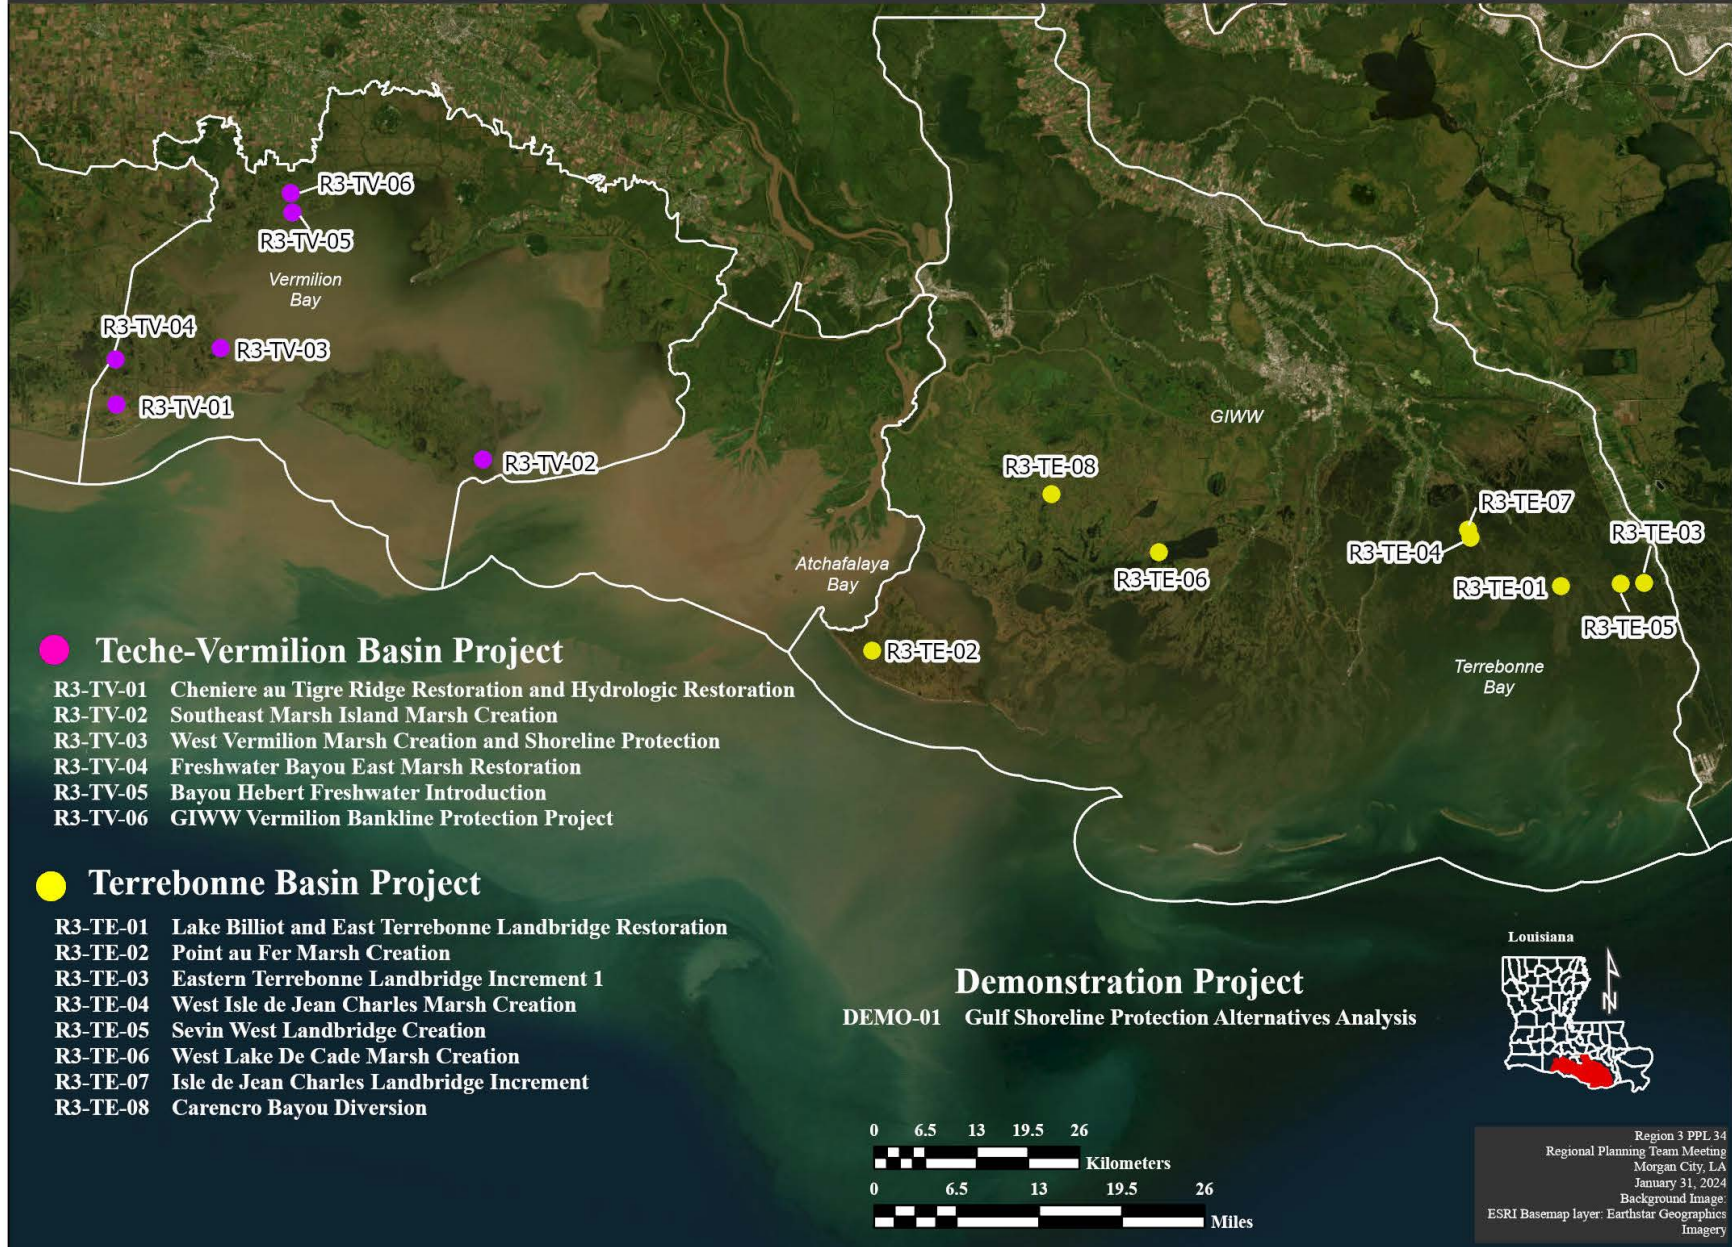 R3-TV-06
R3-TV-05
Vermilion
Bay
R3-TV-04
R3-TV-03
R3-TV-01
R3-TV-02
GIWW
R3-TE-08
R3-TE-07
R3-TE-03
R3-TE-04
Atchafalaya
Bay
R3-TE-06
R3-TE-01
R3-TE-05
R3-TE-02
Terrebonne
Bay
Teche-Vermilion Basin Project
R3-TV-01 Cheniere au Tigre Ridge Restoration and Hydrologic Restoration
R3-TV-02 Southeast Marsh Island Marsh Creation
R3-TV-03 West Vermilion Marsh Creation and Shoreline Protection
R3-TV-04 Freshwater Bayou East Marsh Restoration
R3-TV-05 Bayou Hebert Freshwater Introduction
R3-TV-06 GIWW Vermilion Bankline Protection Project
Terrebonne Basin Project
R3-TE-01 Lake Billiot and East Terrebonne Landbridge Restoration
R3-TE-02 Point au Fer Marsh Creation
R3-TE-03 Eastern Terrebonne Landbridge Increment 1
R3-TE-04 West Isle de Jean Charles Marsh Creation
R3-TE-05 Sevin West Landbridge Creation
R3-TE-06 West Lake De Cade Marsh Creation
R3-TE-07 Isle de Jean Charles Landbridge Increment
R3-TE-08 Carencro Bayou Diversion
Demonstration Project
DEMO-01 Gulf Shoreline Protection Alternatives Analysis
Louisiana
N
0 6.5 13 19.5 26
Kilometers
0 6.5 13 19.5 26
Miles
Region 3 PPL 34
Regional Planning Team Meeting
Morgan City, LA
January 31, 2024
Background Image:
ESRI Basemap layer: Earthstar Geographics
Imagery